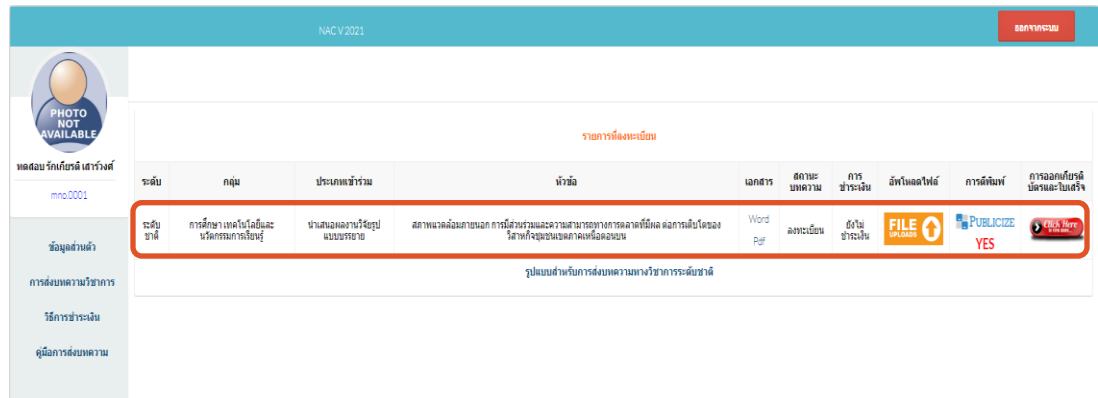 NAC V 2021
ออกจากระบบ
PHOTO
NOT
AVAILABLE
ทดสอบ รักเกียรติ เสาร์วงศ์
mno.0001
ข้อมูลส่วนตัว
การส่งบทความวิชาการ
วิธีการชำระเงิน
คู่มือการส่งบทความ
รายการที่ลงทะเบียน
ระดับ
กลุ่ม
ประเภทเข้าร่วม
หัวข้อ
เอกสาร
สถานะ
บทความ
การ
ชำระเงิน
อัพโหลดไฟล์
การตีพิมพ์
การออกเกียรติ
บัตรและใบเสร็จ
ระดับ
ชาติ
การศึกษา เทคโนโลยีและ
นวัตกรรมการเรียนรู้
นำเสนอผลงานวิจัยรูป
แบบบรรยาย
สภาพแวดล้อมภายนอก การมีส่วนร่วมและความสามารถทางการตลาดที่มีผล ต่อการเติบโตของ
วิสาหกิจชุมชนเขตภาคเหนือตอนบน
Word
Pdf
ลงทะเบียน
ยังไม่
ชำระเงิน
FILE
UPLOADS
PUBLICIZE
YES
Click Here
รูปแบบสำหรับการส่งบทความทางวิชาการระดับชาติ